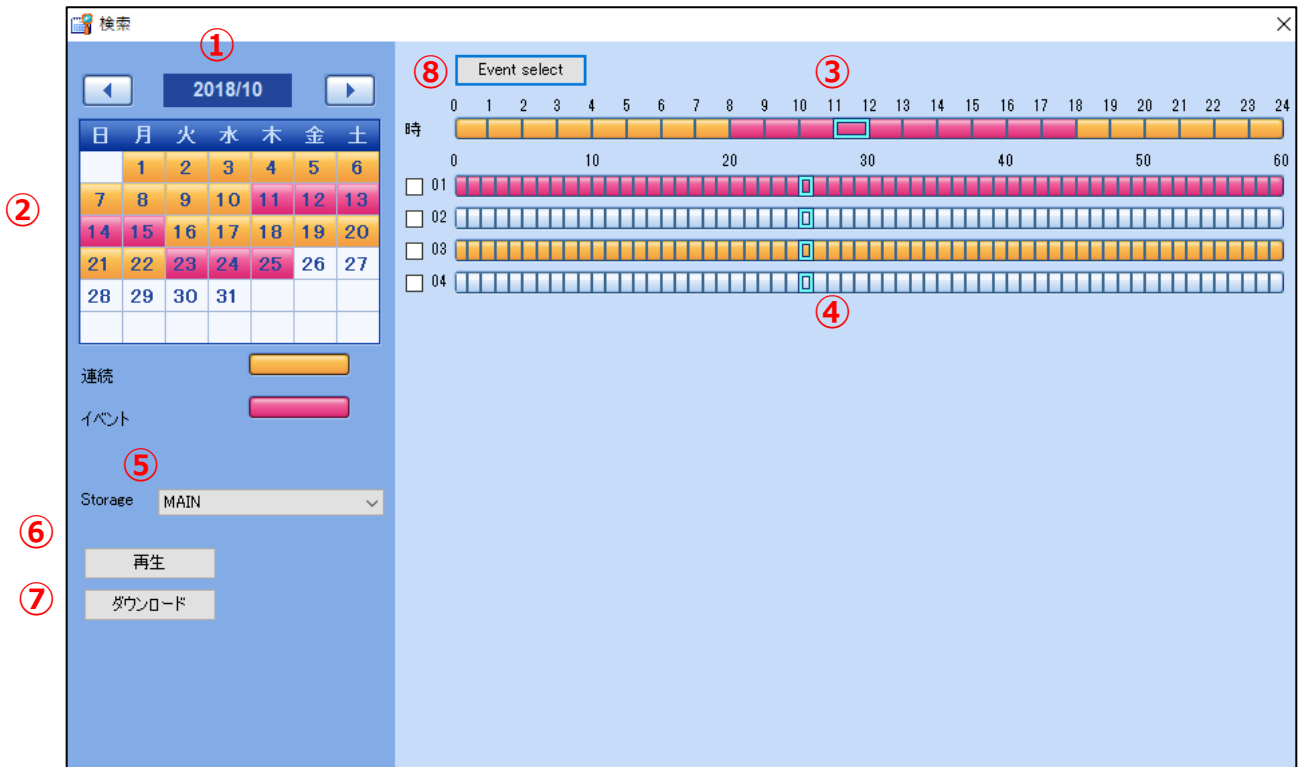 検索
①
⑧ Event select ③
2018/10
0 1 2 3 4 5 6 7 8 9 10 11 12 13 14 15 16 17 18 19 20 21 22 23 24
時
日 月 火 水 木 金 土
0 10 20 30 40 50 60
1 2 3 4 5 6
01
7 8 9 10 11 12 13
②
02
14 15 16 17 18 19 20
03
21 22 23 24 25 26 27
04
28 29 30 31
④
連続
イベント
⑤
Storage MAIN
⑥
再生
⑦ ダウンロード